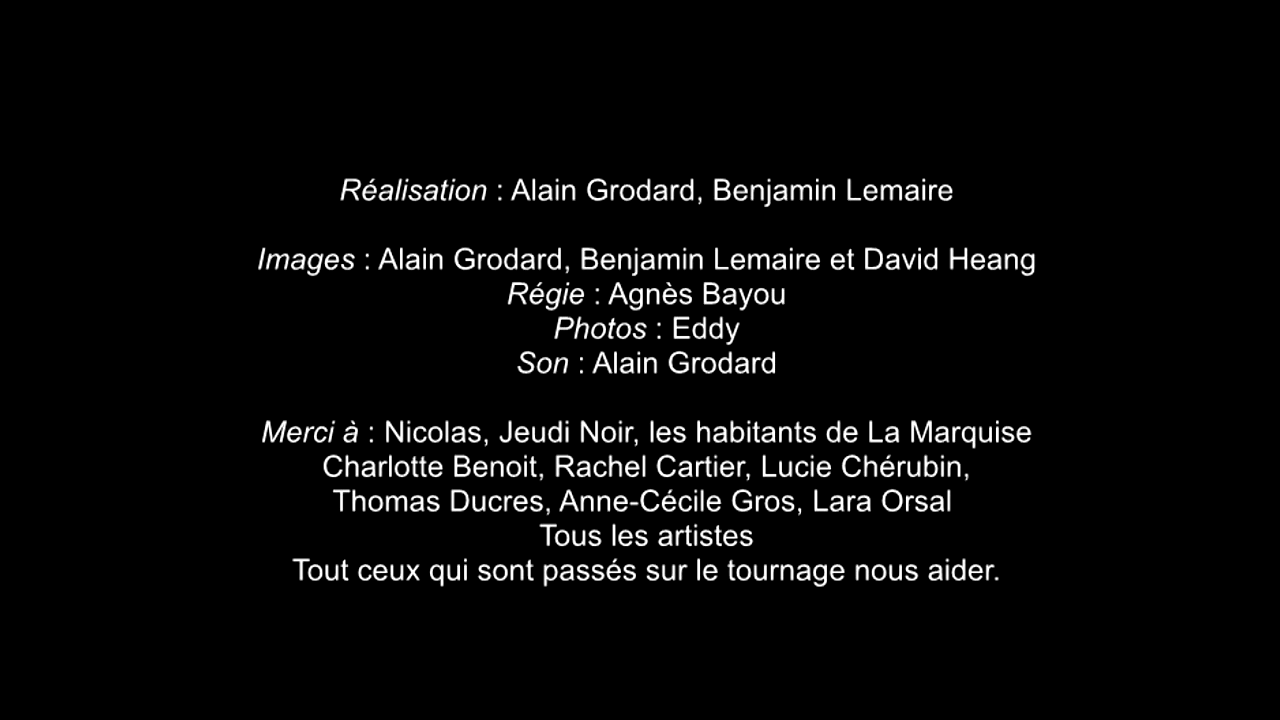 Réalisation : Alain Grodard, Benjamin Lemaire
Images : Alain Grodard, Benjamin Lemaire et David Heang
Régie : Agnès Bayou
Photos : Eddy
Son : Alain Grodard
Merci à : Nicolas, Jeudi Noir, les habitants de La Marquise
Charlotte Benoit, Rachel Cartier, Lucie Chérubin,
Thomas Ducres, Anne-Cécile Gros, Lara Orsal
Tous les artistes
Tout ceux qui sont passés sur le tournage nous aider.